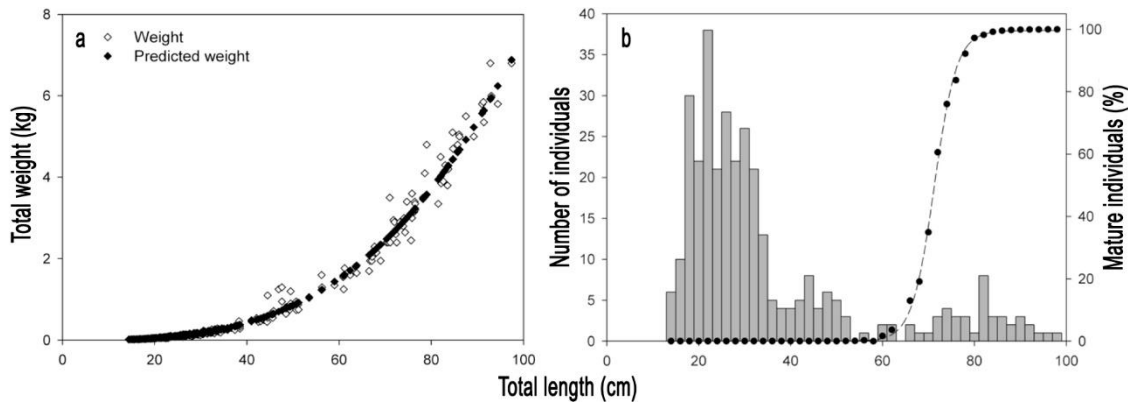 a
Weight
Predicted weight
Total weight (kg)
8
6
4
2
0
0 20 40 60 80 100
b
Number of individuals
40
35
30
25
20
15
10
5
0
0 20 40 60 80 100
Mature individuals (%)
100
80
60
40
20
0
Total length (cm)